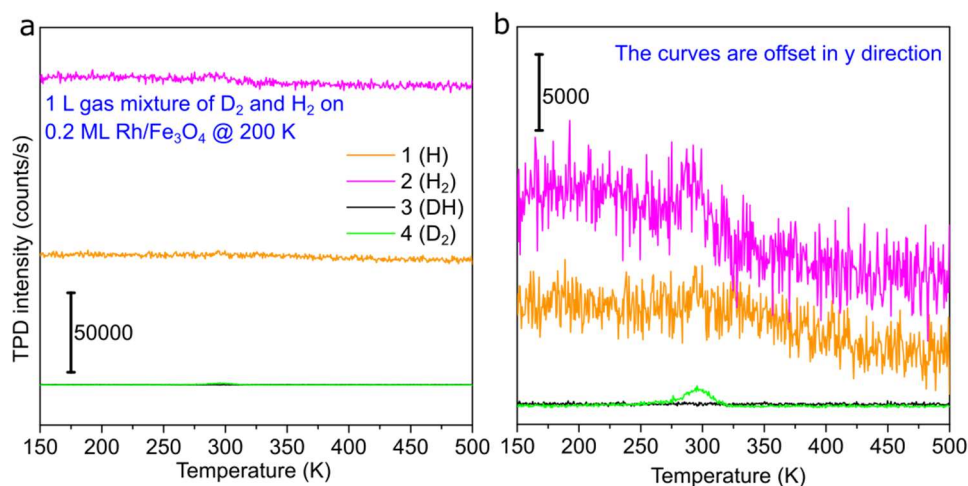 a
TPD intensity (counts/s)
1 L gas mixture of D₂ and H₂ on
0.2 ML Rh/Fe₃O₄ @ 200 K
1 (H)
2 (H₂)
3 (DH)
4 (D₂)
50000
150 200 250 300 350 400 450 500
Temperature (K)
b
The curves are offset in y direction
5000
150 200 250 300 350 400 450 500
Temperature (K)